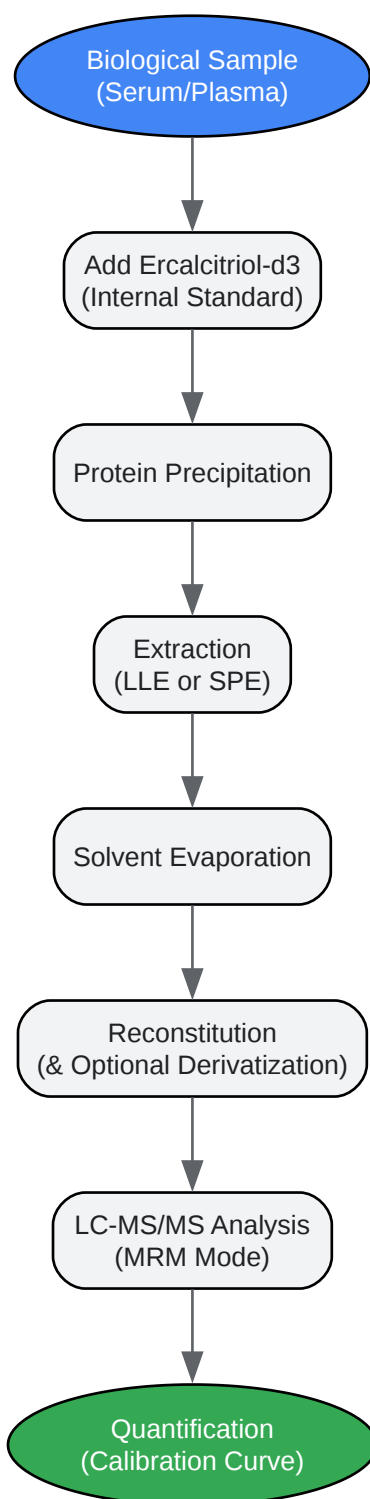 Biological Sample
(Serum/Plasma)
Add Ercalcitriol-d3
(Internal Standard)
Protein Precipitation
Extraction
(LLE or SPE)
Solvent Evaporation
Reconstitution
(& Optional Derivatization)
LC-MS/MS Analysis
(MRM Mode)
Quantification
(Calibration Curve)